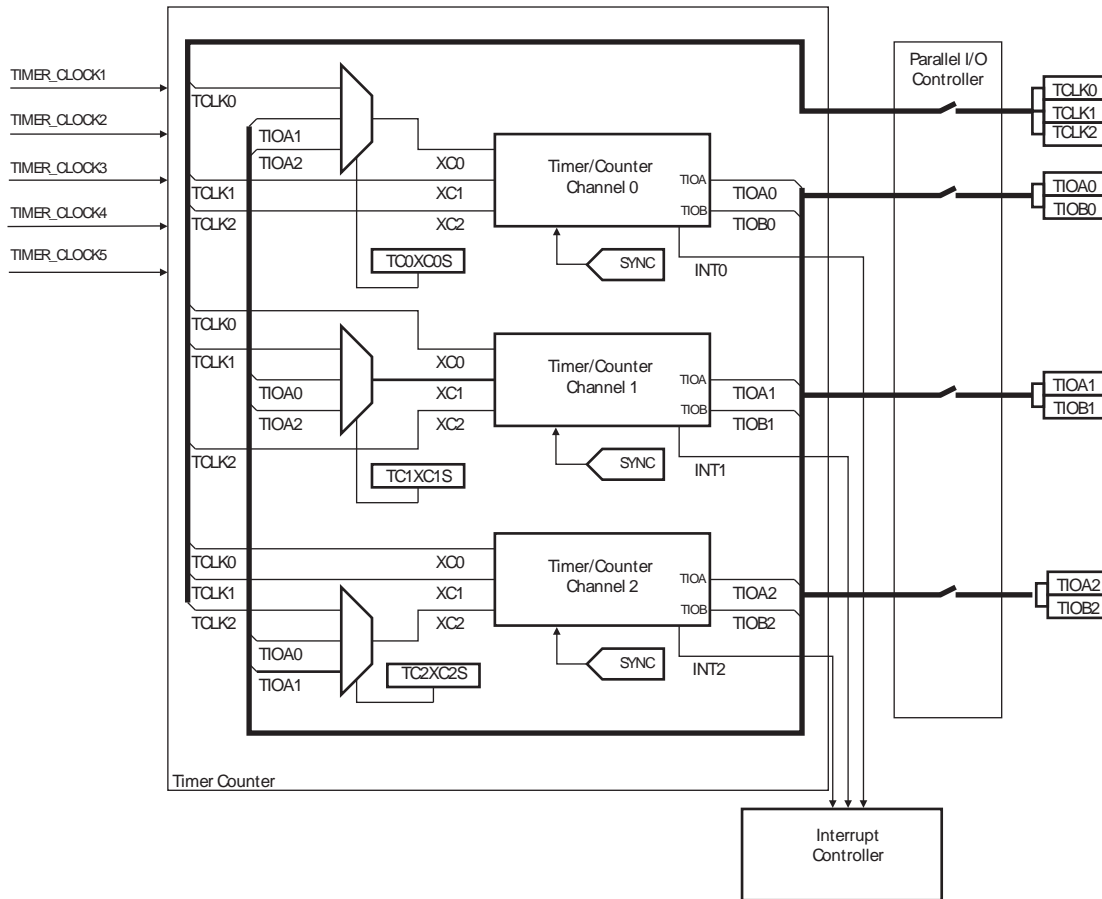 TIMER_CLOCK1
TIMER_CLOCK2
TIMER_CLOCK3
TIMER_CLOCK4
TIMER_CLOCK5
TCLK0
TIOA1
TIOA2
TCLK1
TCLK2
XC0
XC1
XC2
TC0XC0S
Timer/Counter
Channel 0
TIOA
TIOB
TIOA0
TIOB0
SYNC
INT0
TCLK0
TCLK1
TIOA0
TIOA2
TCLK2
XC0
XC1
XC2
TC1XC1S
Timer/Counter
Channel 1
TIOA
TIOB
TIOA1
TIOB1
SYNC
INT1
TCLK0
TCLK1
TCLK2
TIOA0
TIOA1
XC0
XC1
XC2
TC2XC2S
Timer/Counter
Channel 2
TIOA
TIOB
TIOA2
TIOB2
SYNC
INT2
Timer Counter
Parallel I/O
Controller
TCLK0
TCLK1
TCLK2
TIOA0
TIOB0
TIOA1
TIOB1
TIOA2
TIOB2
Interrupt
Controller